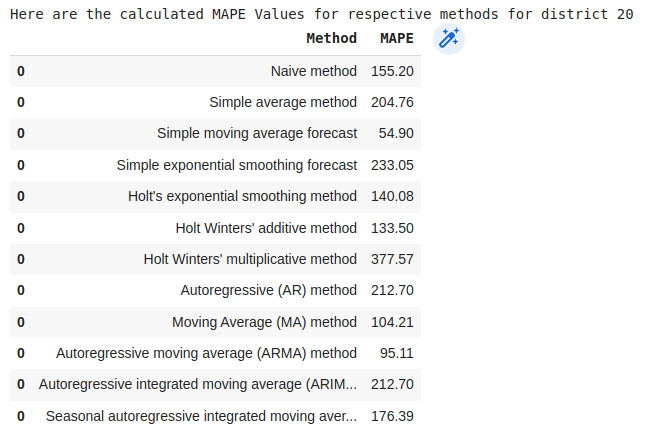 Here are the calculated MAPE Values for respective methods for district 20
Method MAPE
0 Naive method 155.20
0 Simple average method 204.76
0 Simple moving average forecast 54.90
0 Simple exponential smoothing forecast 233.05
0 Holt's exponential smoothing method 140.08
0 Holt Winters' additive method 133.50
0 Holt Winters' multiplicative method 377.57
0 Autoregressive (AR) method 212.70
0 Moving Average (MA) method 104.21
0 Autoregressive moving average (ARMA) method 95.11
0 Autoregressive integrated moving average (ARIM... 212.70
0 Seasonal autoregressive integrated moving aver... 176.39